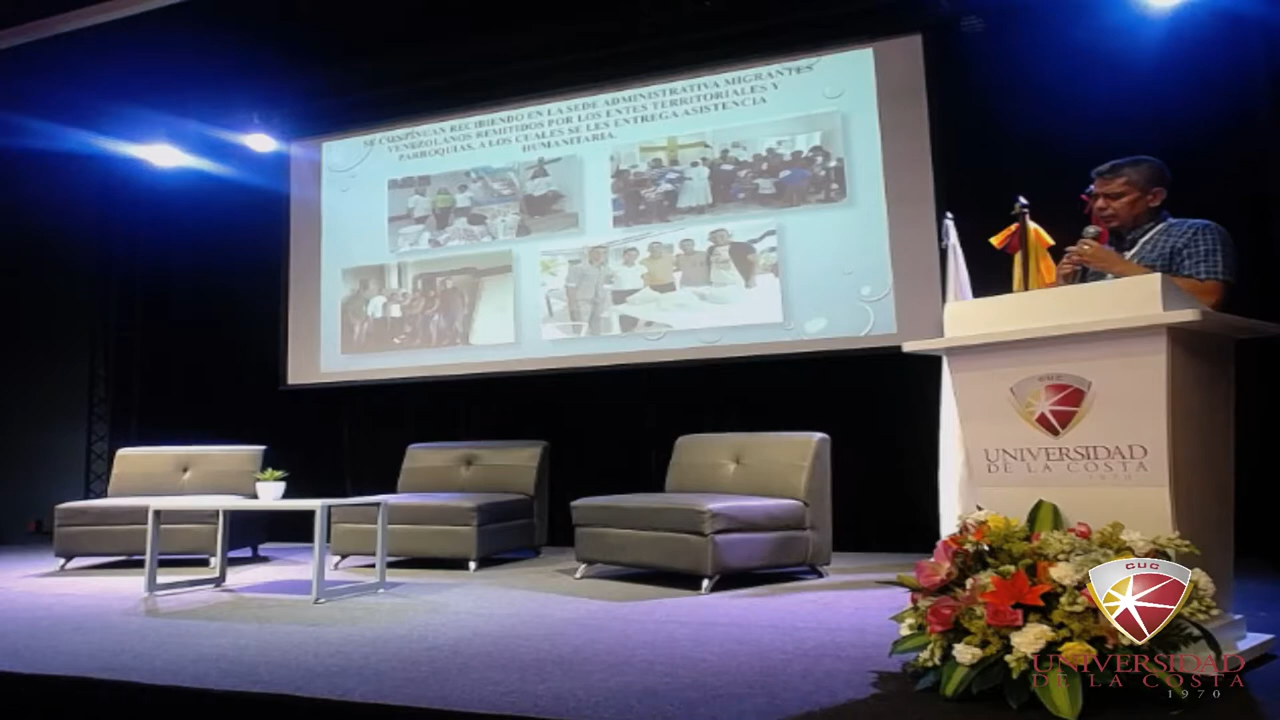 SE CONTINUAN RECIBIENDO EN LA SEDE ADMINISTRATIVA MIGRANTES
VENEZOLANOS REMITIDOS POR LOS ENTES TERRITORIALES Y
PARROQUIAS, A LOS CUALES SE LES ENTREGA ASISTENCIA
HUMANITARIA.
CUC
UNIVERSIDAD
DE LA COSTA
1970
CUC
UNIVERSIDAD
DE LA COSTA
1970